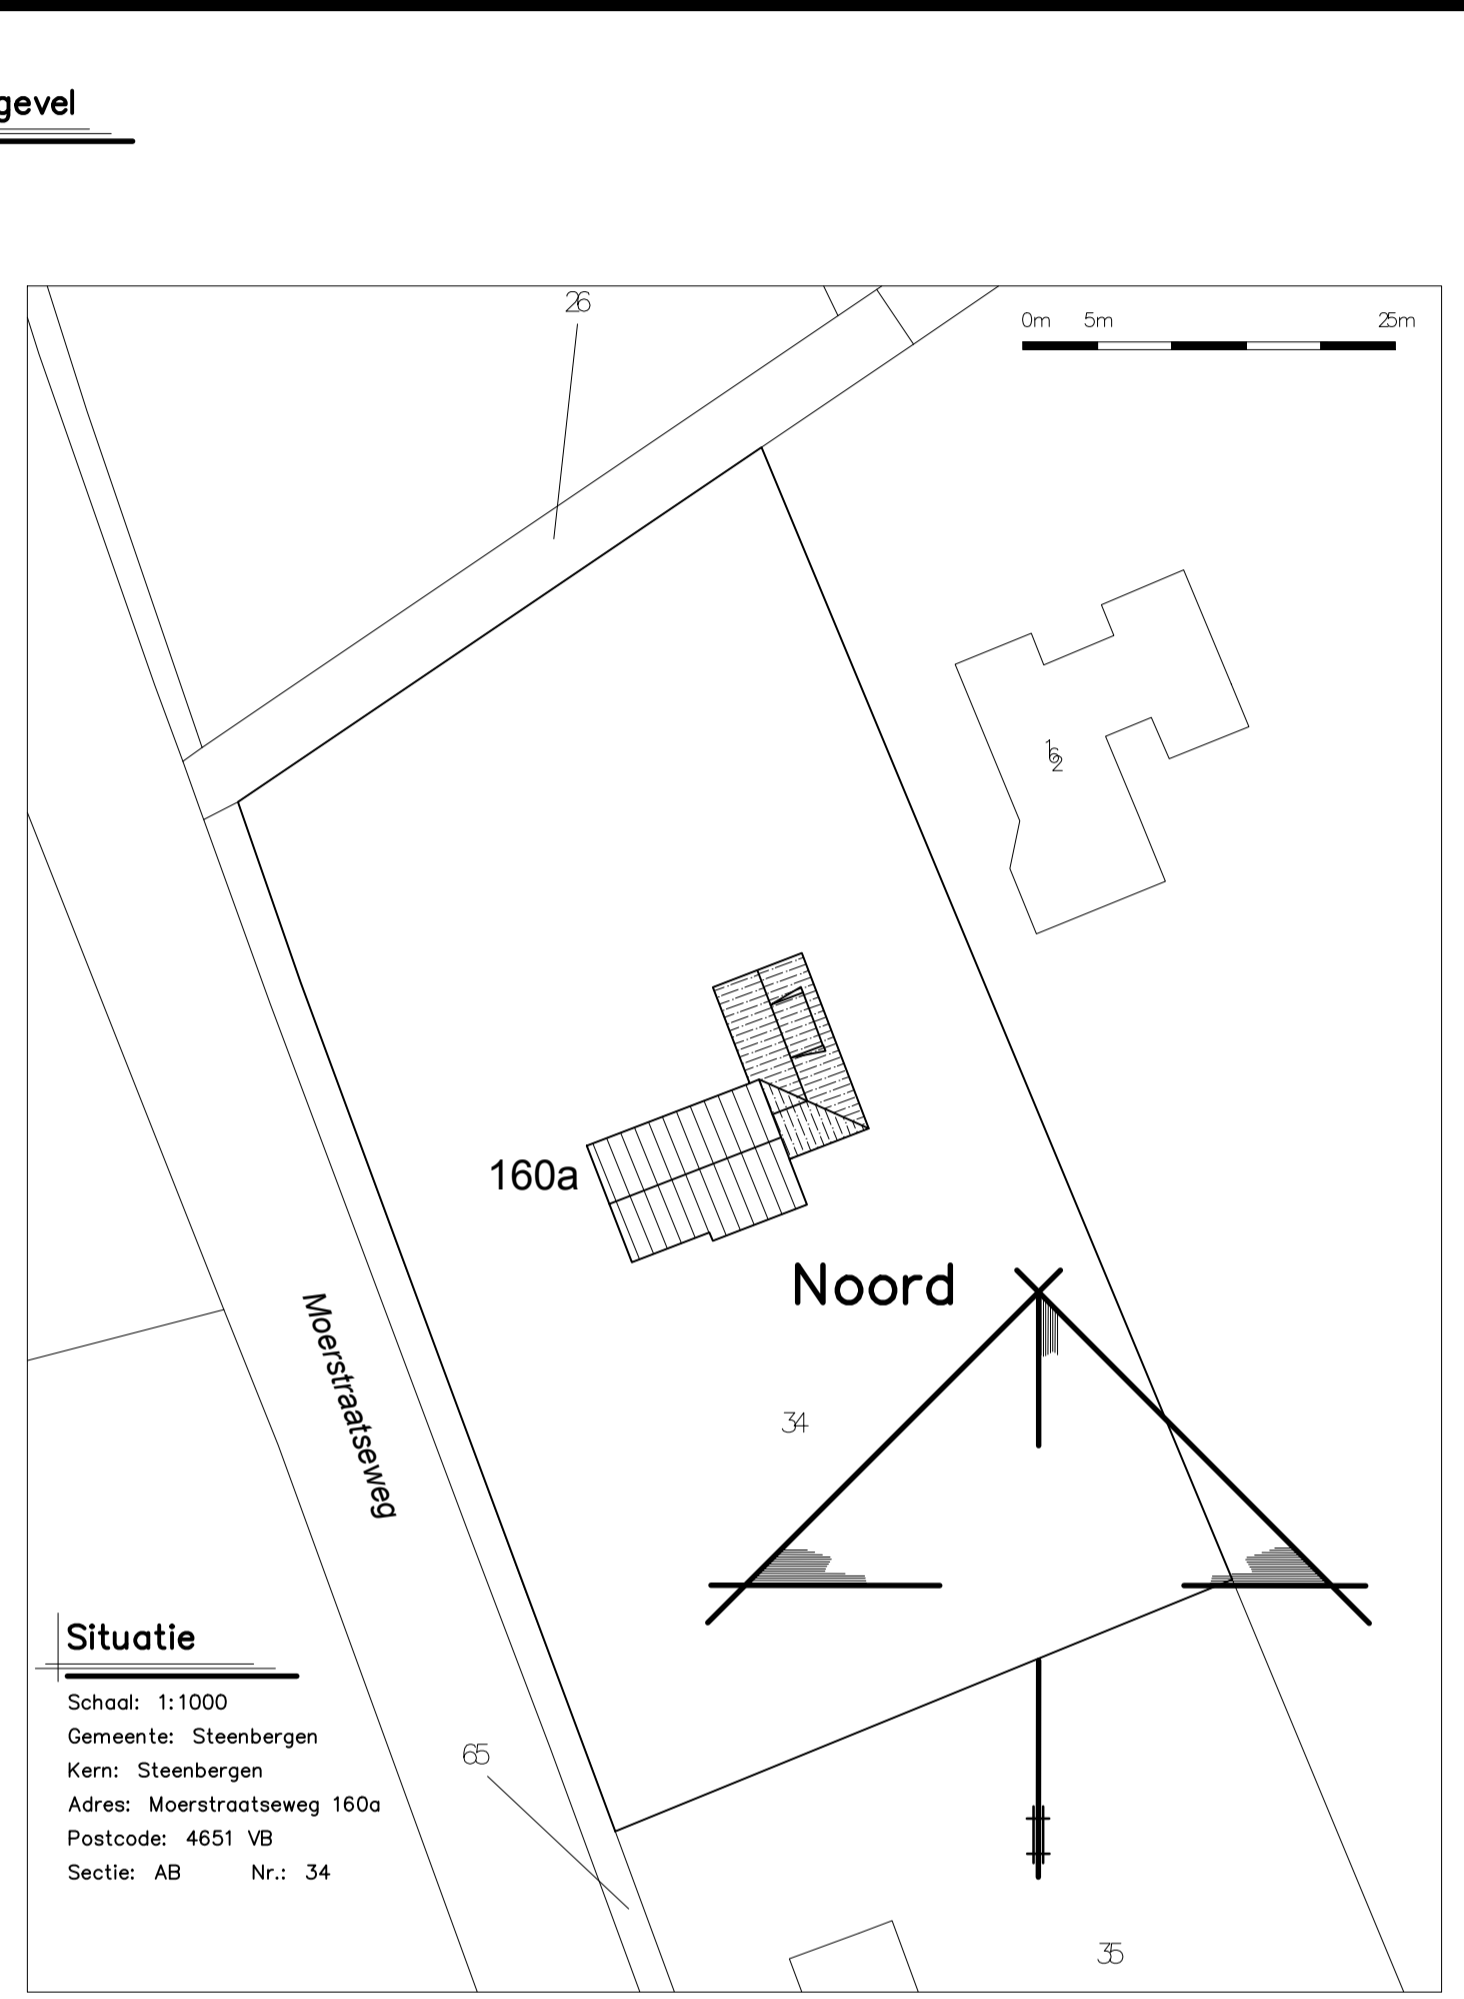 gevel
26
0m 5m 25m
162
160a
Noord
Moerstraatseweg
34
Situatie
Schaal: 1:1000
Gemeente: Steenbergen
Kern: Steenbergen
Adres: Moerstraatseweg 160a
Postcode: 4651 VB
Sectie: AB Nr.: 34
65
35